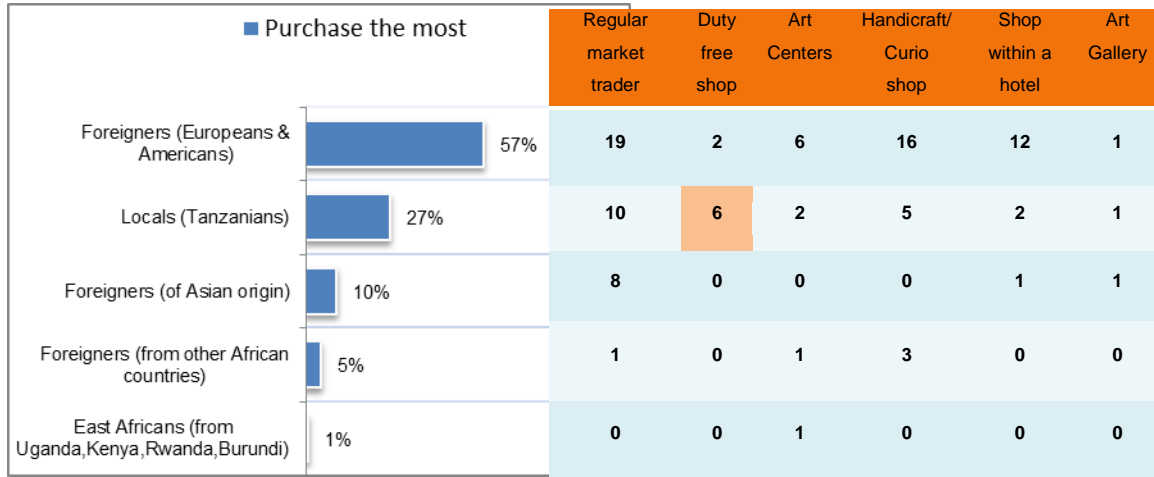 Purchase the most
Regular market trader
Duty free shop
Art Centers
Handicraft/ Curio shop
Shop within a hotel
Art Gallery
Foreigners (Europeans & Americans)
57%
19 2 6 16 12 1
Locals (Tanzanians)
27%
10 6 2 5 2 1
Foreigners (of Asian origin)
10%
8 0 0 0 1 1
Foreigners (from other African countries)
5%
1 0 1 3 0 0
East Africans (from Uganda,Kenya,Rwanda,Burundi)
1%
0 0 1 0 0 0